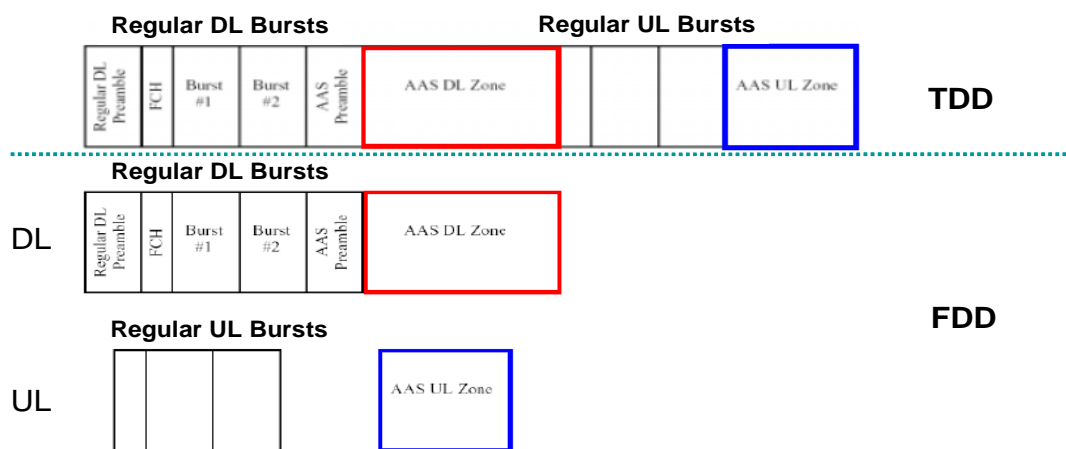 Regular DL Bursts
Regular UL Bursts
Regular DL
Preamble
FCH
Burst
#1
Burst
#2
AAS
Preamble
AAS DL Zone
AAS UL Zone
TDD
Regular DL Bursts
DL
Regular DL
Preamble
FCH
Burst
#1
Burst
#2
AAS
Preamble
AAS DL Zone
FDD
Regular UL Bursts
UL
AAS UL Zone